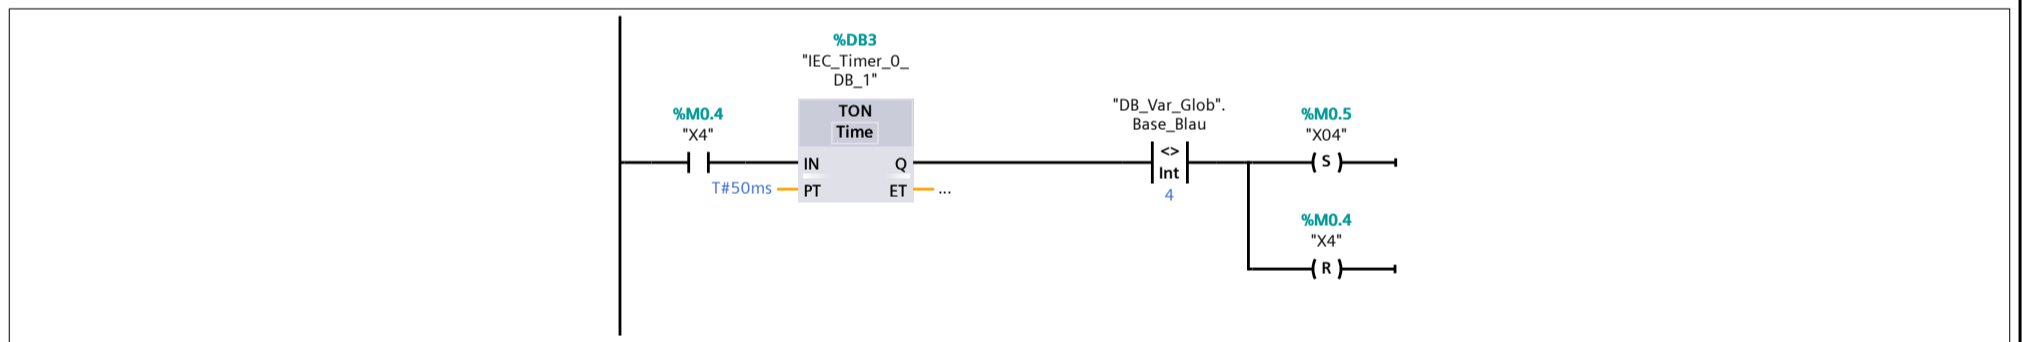 %DB3
"IEC_Timer_0_
DB_1"
%M0.4
"X4"
TON
Time
IN
Q
T#50ms
PT
ET
...
"DB_Var_Glob".
Base_Blau
<>
Int
4
%M0.5
"X04"
S
%M0.4
"X4"
R